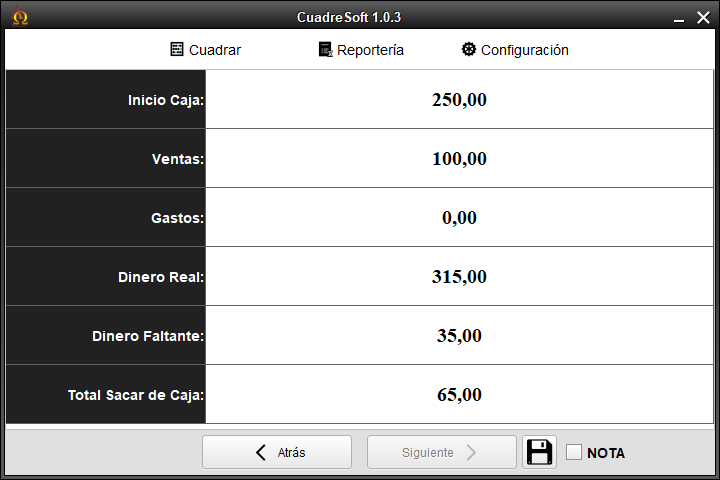 CuadreSoft 1.0.3
Cuadrar Reportería Configuración
Inicio Caja: 250,00
Ventas: 100,00
Gastos: 0,00
Dinero Real: 315,00
Dinero Faltante: 35,00
Total Sacar de Caja: 65,00
Atrás Siguiente NOTA